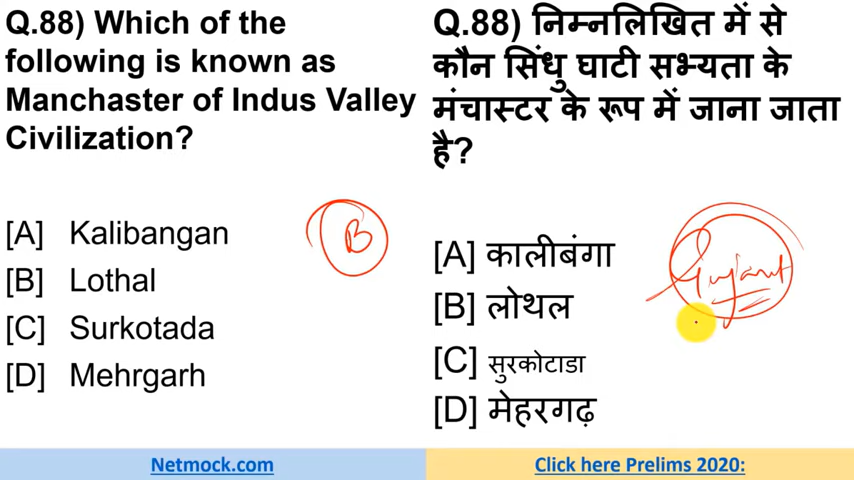 Q.88) Which of the
following is known as
Manchaster of Indus Valley
Civilization?
[A] Kalibangan
[B] Lothal
[C] Surkotada
[D] Mehrgarh
B
Q.88) निम्नलिखित में से
कौन सिंधु घाटी सभ्यता के
मंचास्टर के रूप में जाना जाता
है?
[A] कालीबंगा
[B] लोथल
[C] सुरकोटाडा
[D] मेहरगढ़
Gujarat
Netmock.com
Click here Prelims 2020: